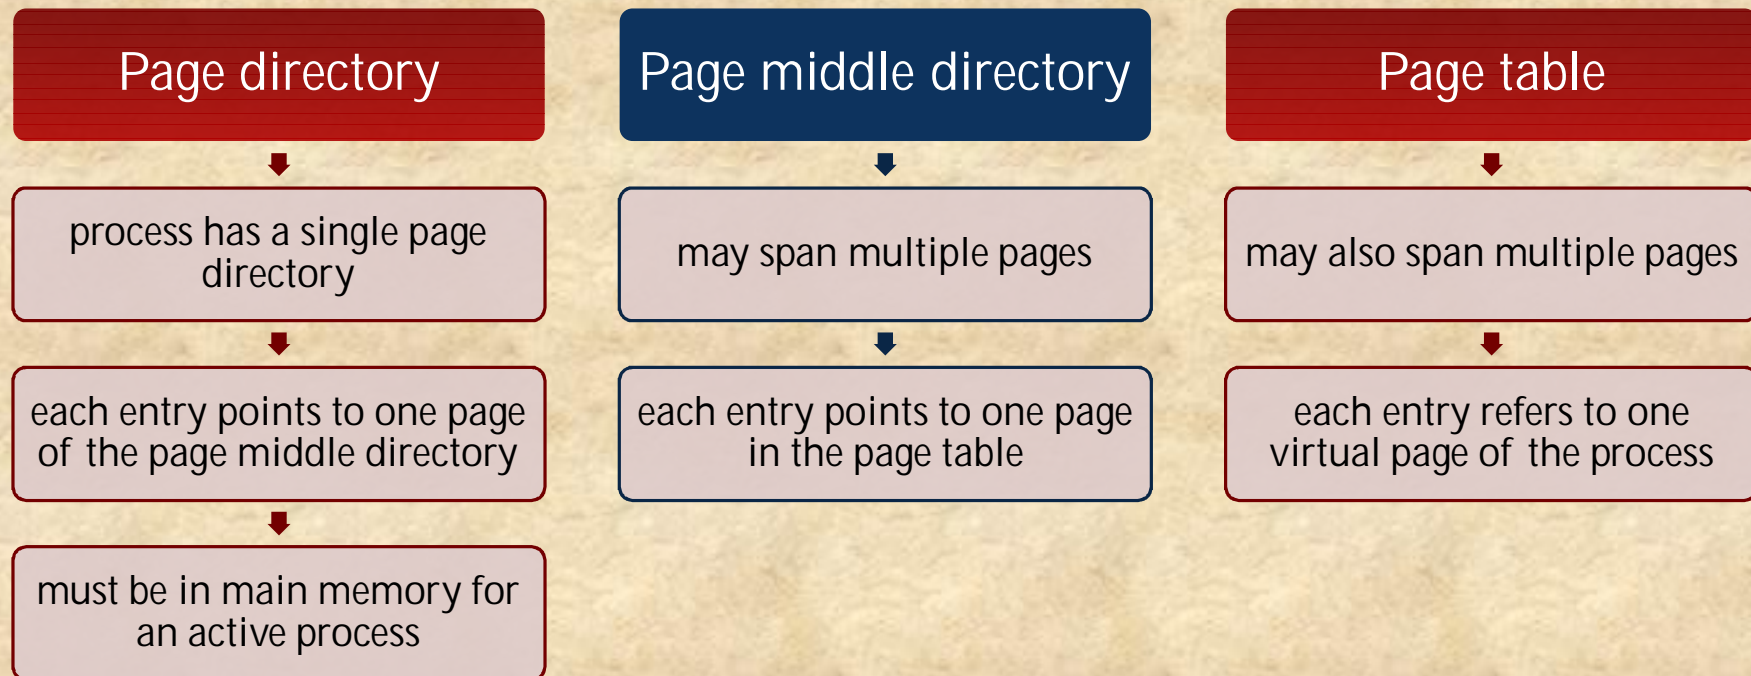 Page directory
process has a single page
directory
each entry points to one page
of the page middle directory
must be in main memory for
an active process
Page middle directory
may span multiple pages
each entry points to one page
in the page table
Page table
may also span multiple pages
each entry refers to one
virtual page of the process